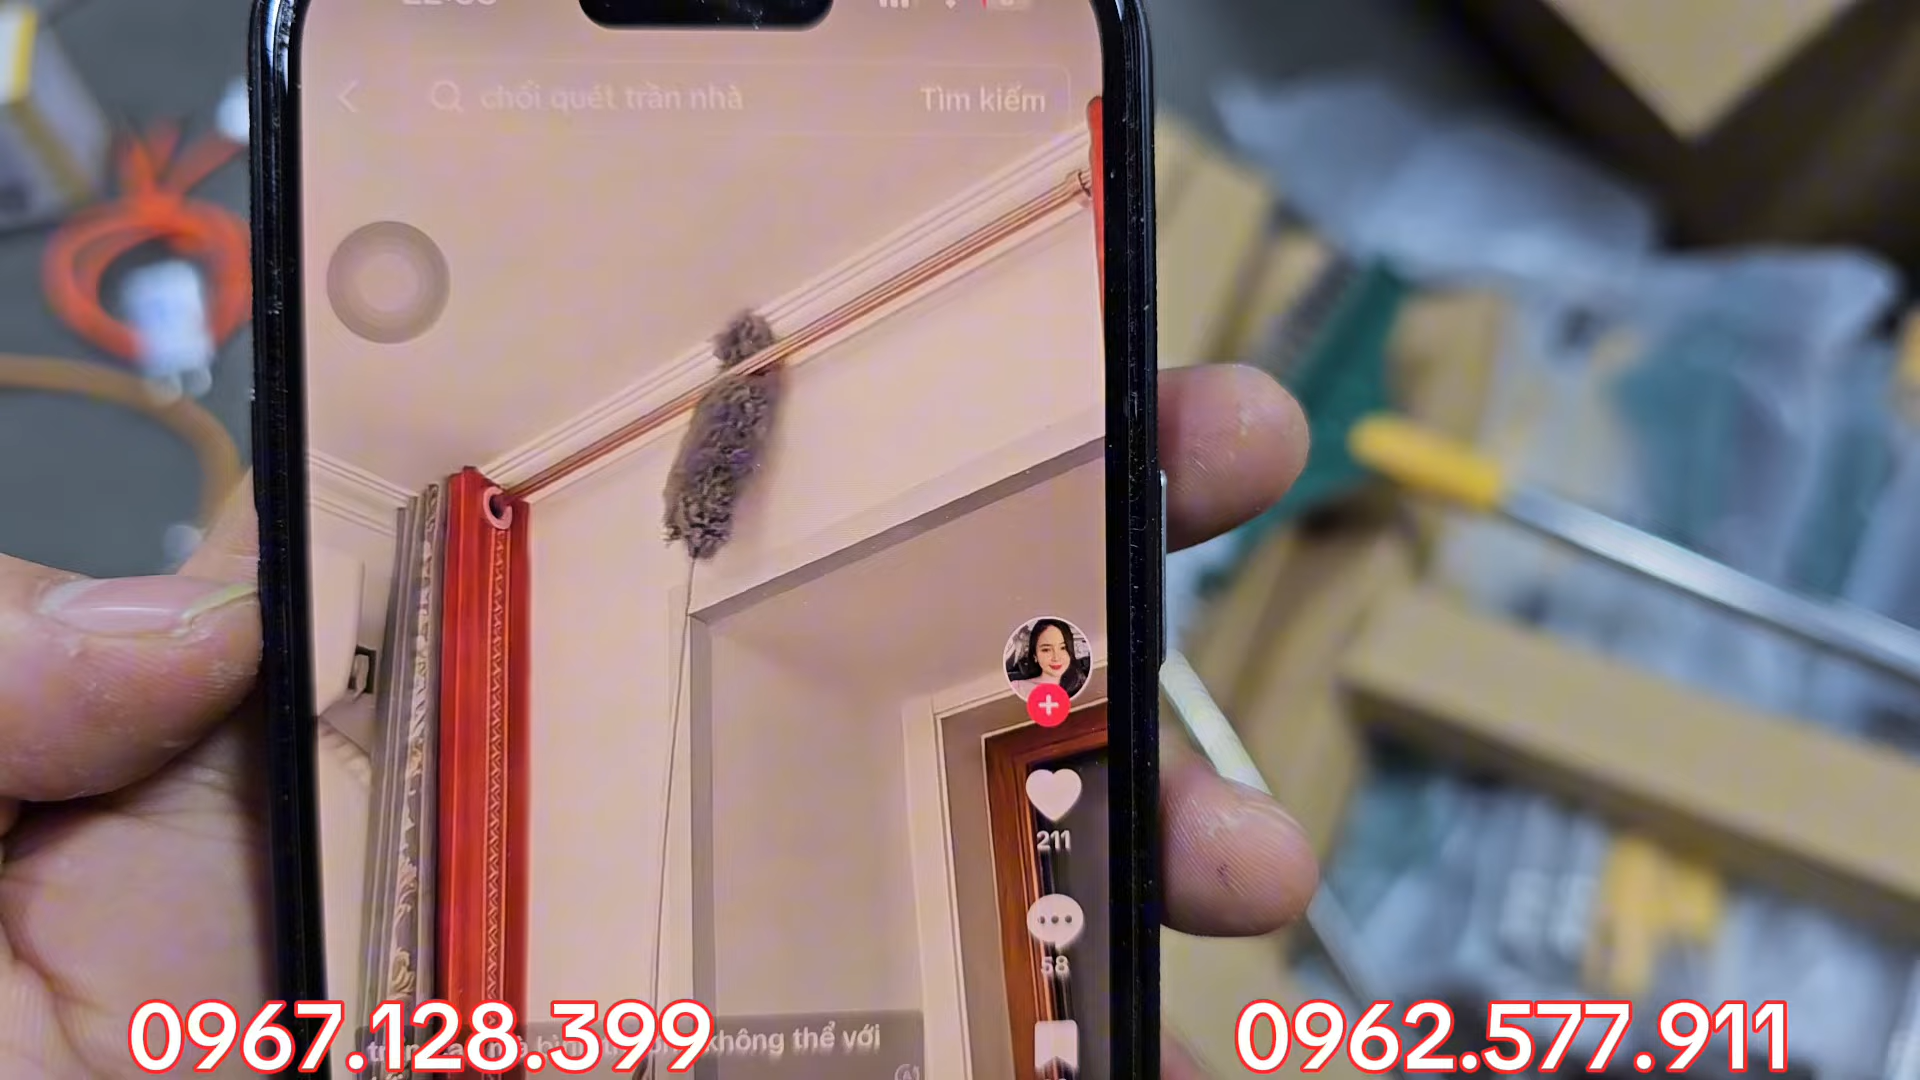 chổi quét trần nhà
Tìm kiếm
211
58
không thể với
0967.128.399
0962.577.911